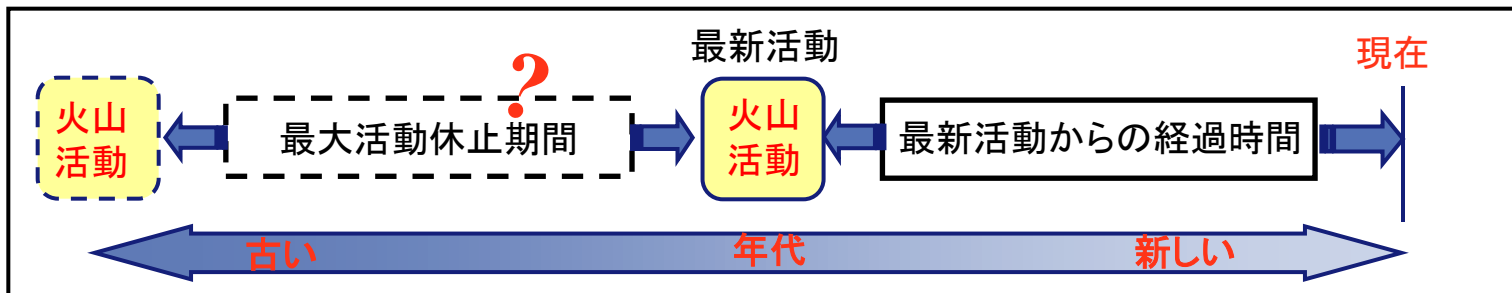 最新活動
現在
?
火山
活動
最大活動休止期間
火山
活動
最新活動からの経過時間
古い
年代
新しい